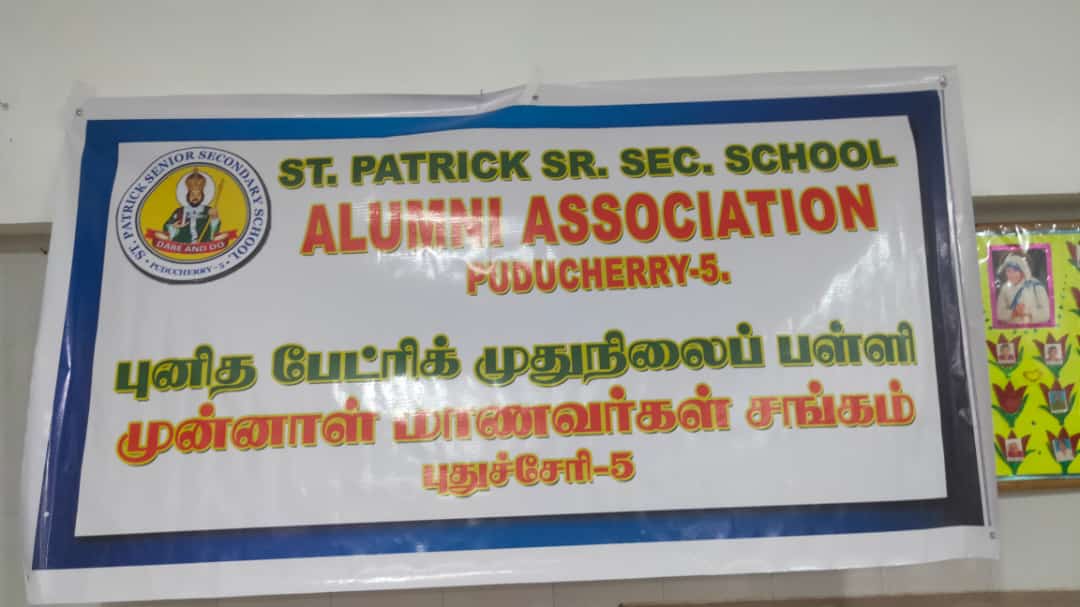 ST. PATRICK SENIOR SECONDARY SCHOOL
DARE AND DO
• PUDUCHERRY - 5 •
ST. PATRICK SR. SEC. SCHOOL
ALUMNI ASSOCIATION
PUDUCHERRY-5.
புனித பேட்ரிக் முதுநிலைப் பள்ளி
முன்னாள் மாணவர்கள் சங்கம்
புதுச்சேரி-5